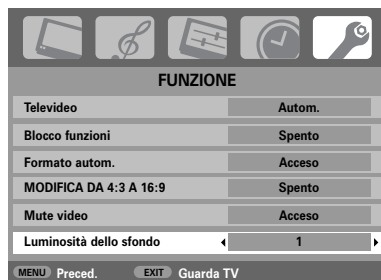 FUNZIONE
Televideo Autom.
Blocco funzioni Spento
Formato autom. Acceso
MODIFICA DA 4:3 A 16:9 Spento
Mute video Acceso
Luminosità dello sfondo 1
MENU Preced. EXIT Guarda TV